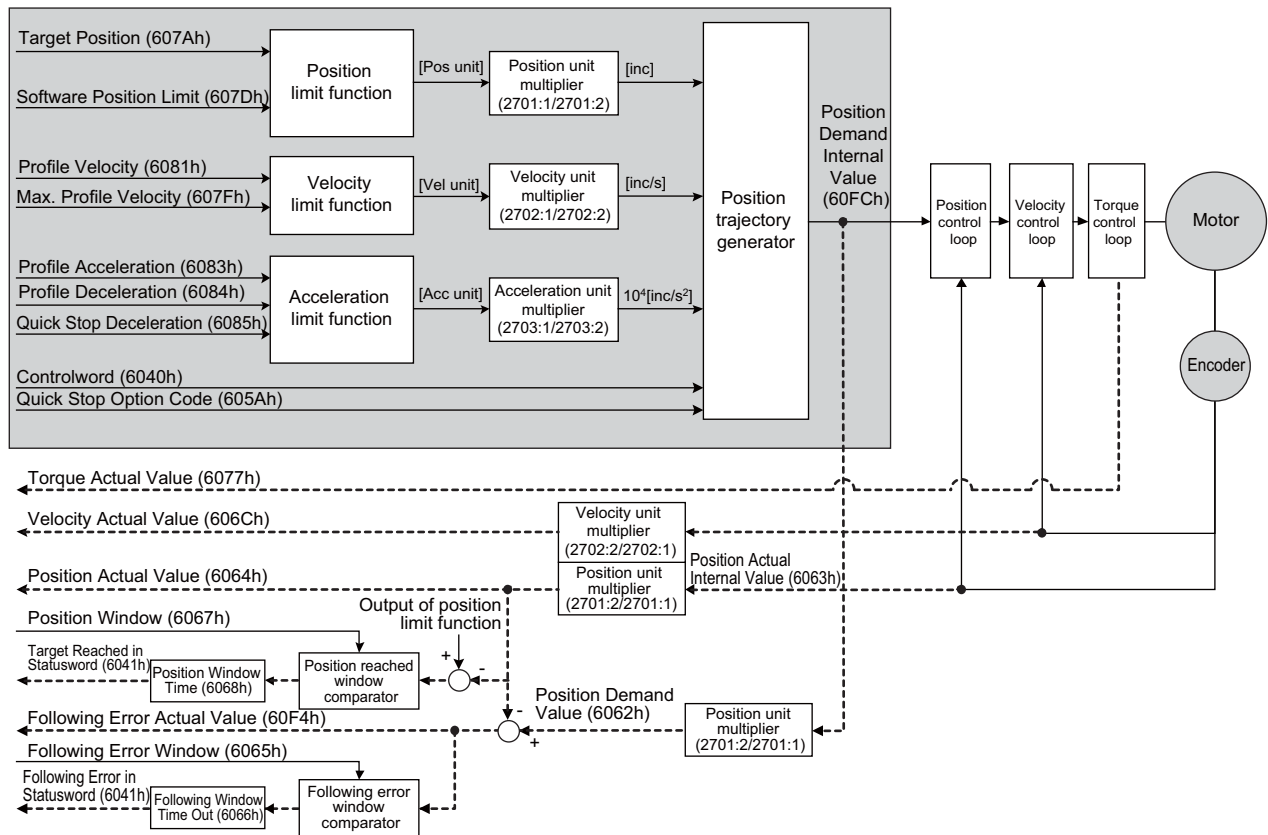 Target Position (607Ah)
Software Position Limit (607Dh)
Position
limit function
[Pos unit]
Position unit
multiplier
(2701:1/2701:2)
[inc]
Profile Velocity (6081h)
Max. Profile Velocity (607Fh)
Velocity
limit function
[Vel unit]
Velocity unit
multiplier
(2702:1/2702:2)
[inc/s]
Profile Acceleration (6083h)
Profile Deceleration (6084h)
Quick Stop Deceleration (6085h)
Acceleration
limit function
[Acc unit]
Acceleration unit
multiplier
(2703:1/2703:2)
10⁴[inc/s²]
Controlword (6040h)
Quick Stop Option Code (605Ah)
Position
trajectory
generator
Position
Demand
Internal
Value
(60FCh)
Position
control
loop
Velocity
control
loop
Torque
control
loop
Motor
Encoder
Torque Actual Value (6077h)
Velocity Actual Value (606Ch)
Velocity unit
multiplier
(2702:2/2702:1)
Position Actual Value (6064h)
Position unit
multiplier
(2701:2/2701:1)
Position Actual
Internal Value (6063h)
Position Window (6067h)
Output of position
limit function
+
-
Target Reached in
Statusword (6041h)
Position Window
Time (6068h)
Position reached
window
comparator
Following Error Actual Value (60F4h)
-
+
Position Demand
Value (6062h)
Position unit
multiplier
(2701:2/2701:1)
Following Error Window (6065h)
Following Error in
Statusword (6041h)
Following Window
Time Out (6066h)
Following error
window
comparator